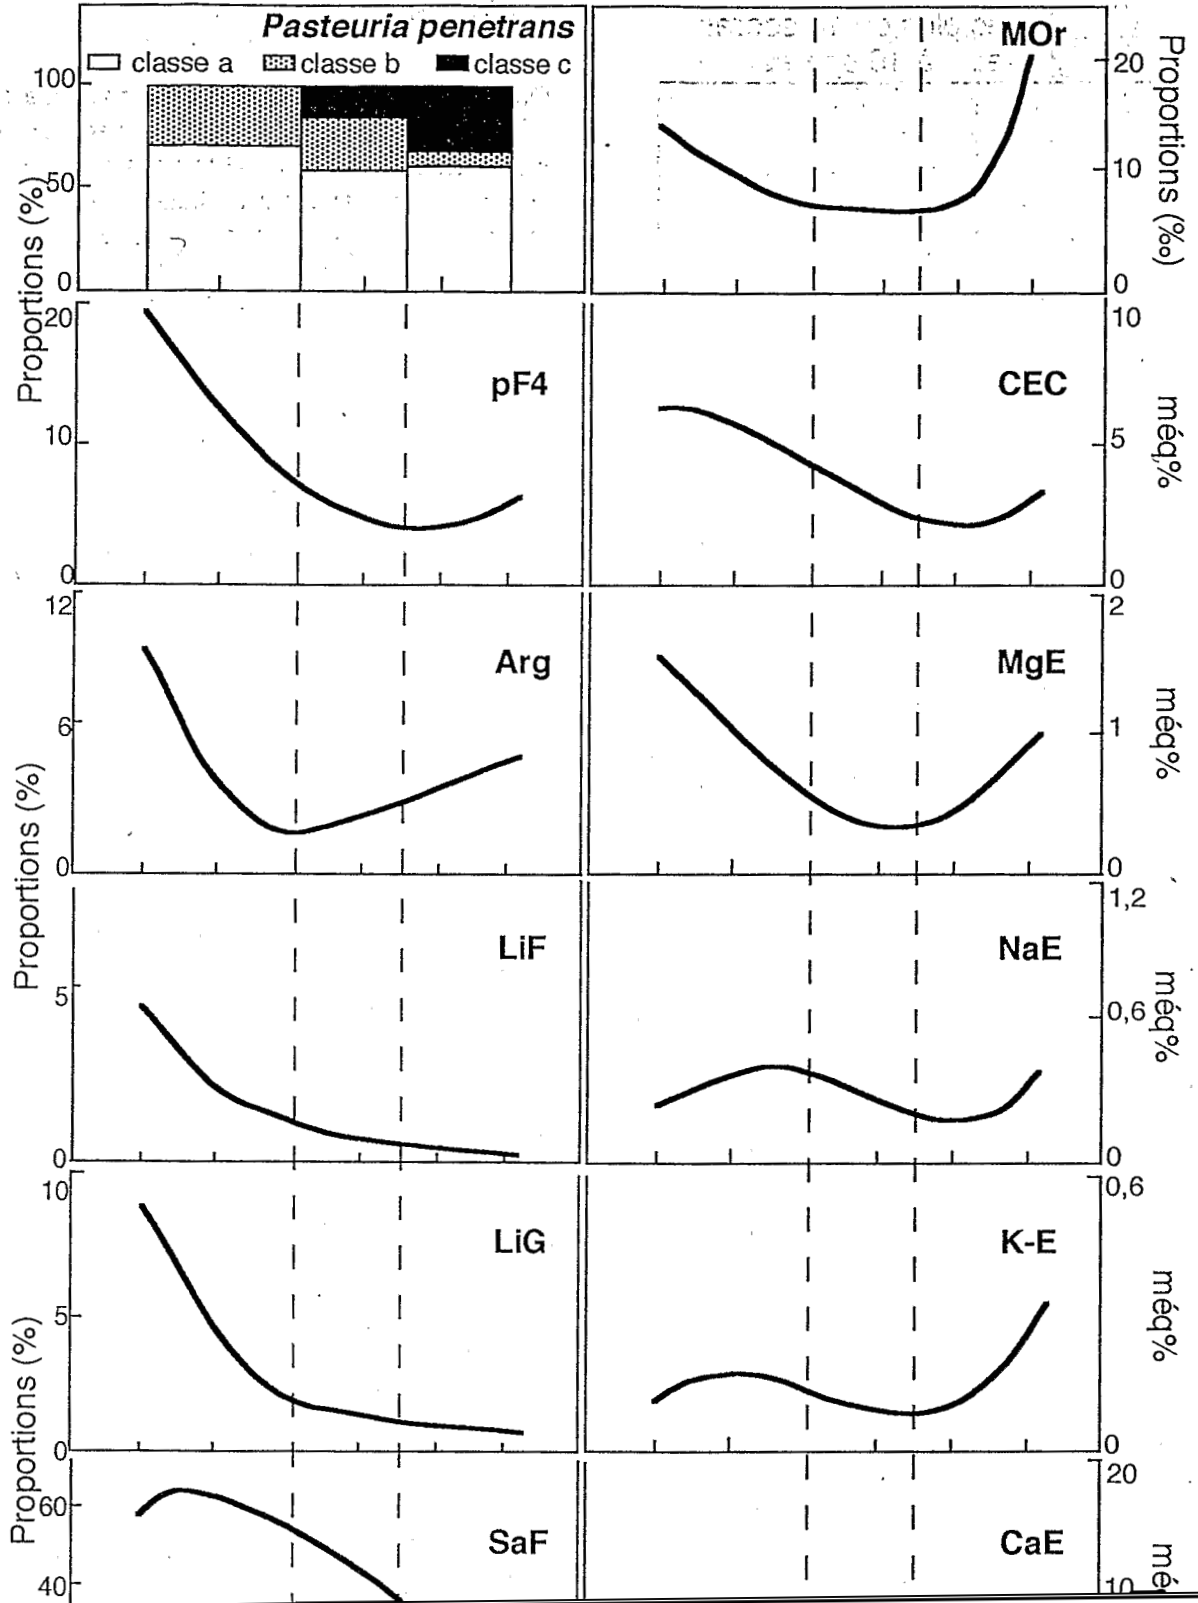 Pasteuria penetrans
classe a classe b classe c
100
50
0
Proportions (%)
MOr
20
10
0
Proportions (‰)
20
10
0
pF4
10
5
0
CEC
méq%
12
6
0
Proportions (%)
Arg
2
1
0
MgE
méq%
5
0
LiF
1,2
0,6
0
NaE
méq%
10
5
0
Proportions (%)
LiG
0,6
0
K-E
méq%
60
40
SaF
20
10
CaE
mé